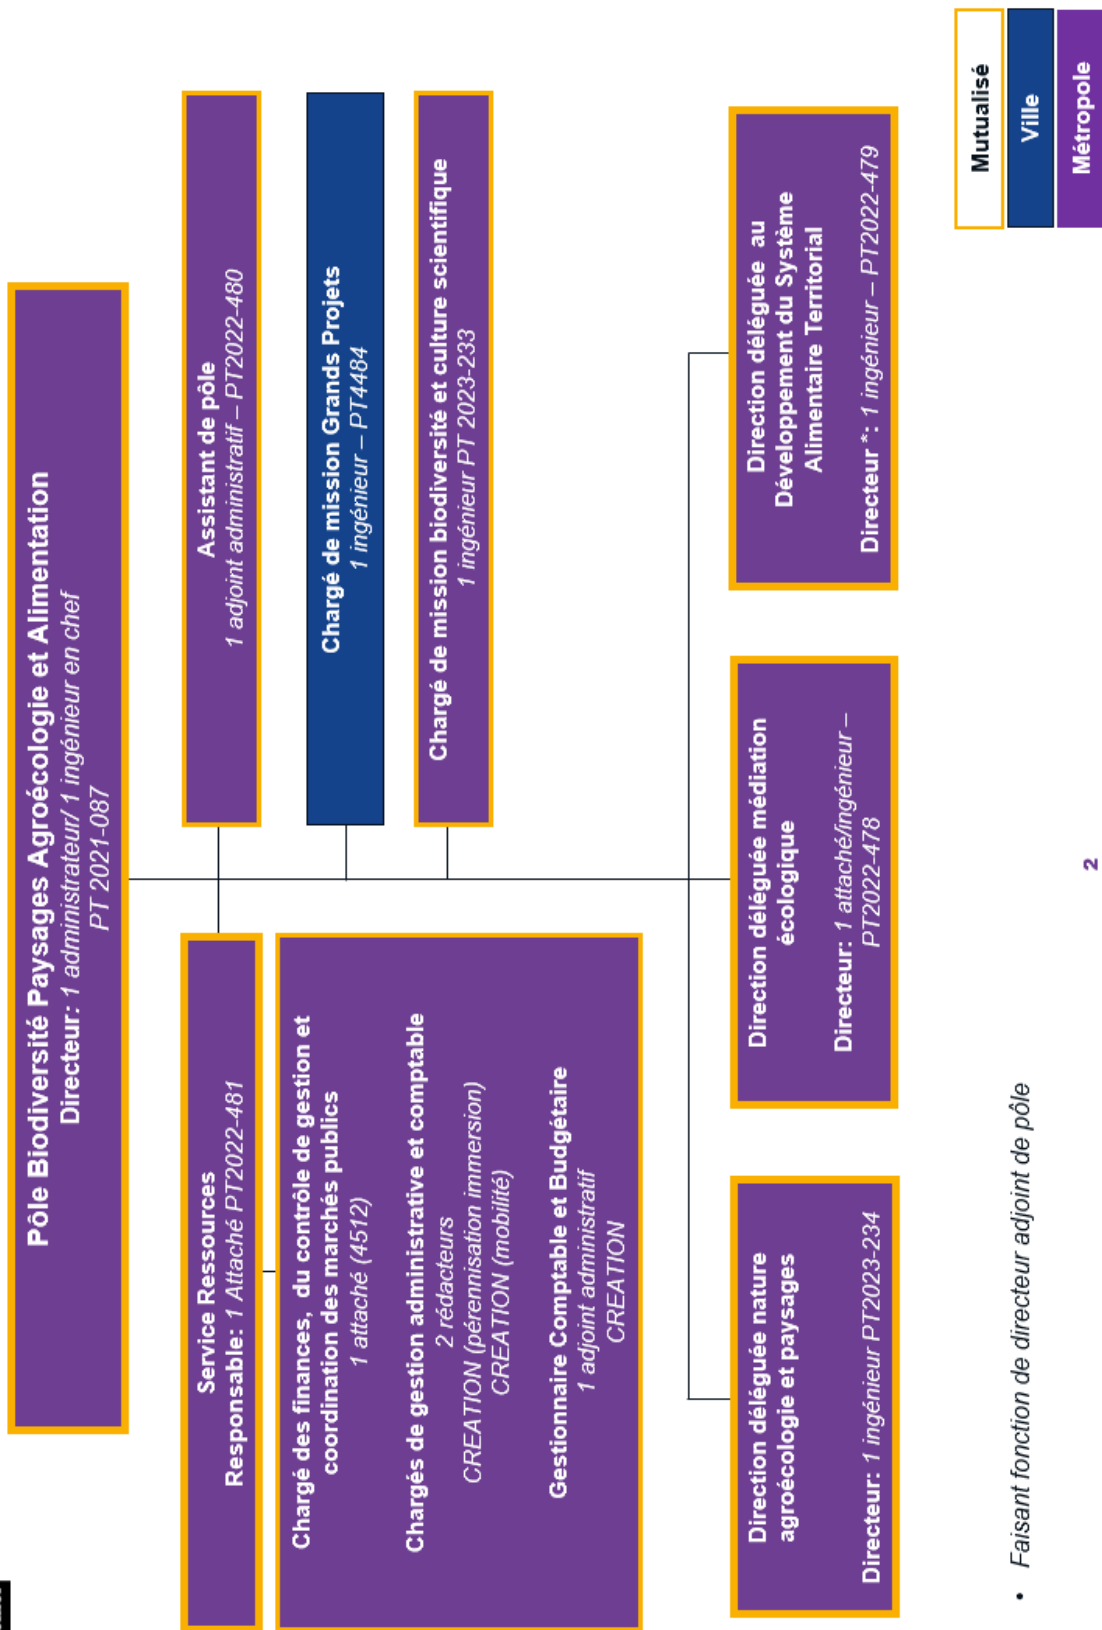 Pôle Biodiversité Paysages Agroécologie et Alimentation
Directeur: 1 administrateur/ 1 ingénieur en chef
PT 2021-087
Service Ressources
Responsable: 1 Attaché PT2022-481
Assistant de pôle
1 adjoint administratif – PT2022-480
Chargé des finances, du contrôle de gestion et
coordination des marchés publics
1 attaché (4512)
Chargés de gestion administrative et comptable
2 rédacteurs
CREATION (pérennisation immersion)
CREATION (mobilité)
Gestionnaire Comptable et Budgétaire
1 adjoint administratif
CREATION
Chargé de mission Grands Projets
1 ingénieur – PT4484
Chargé de mission biodiversité et culture scientifique
1 ingénieur PT 2023-233
Direction déléguée nature
agroécologie et paysages
Directeur: 1 ingénieur PT2023-234
Direction déléguée médiation
écologique
Directeur: 1 attaché/ingénieur –
PT2022-478
Direction déléguée au
Développement du Système
Alimentaire Territorial
Directeur *: 1 ingénieur – PT2022-479
• Faisant fonction de directeur adjoint de pôle
Mutualisé
Ville
Métropole
2